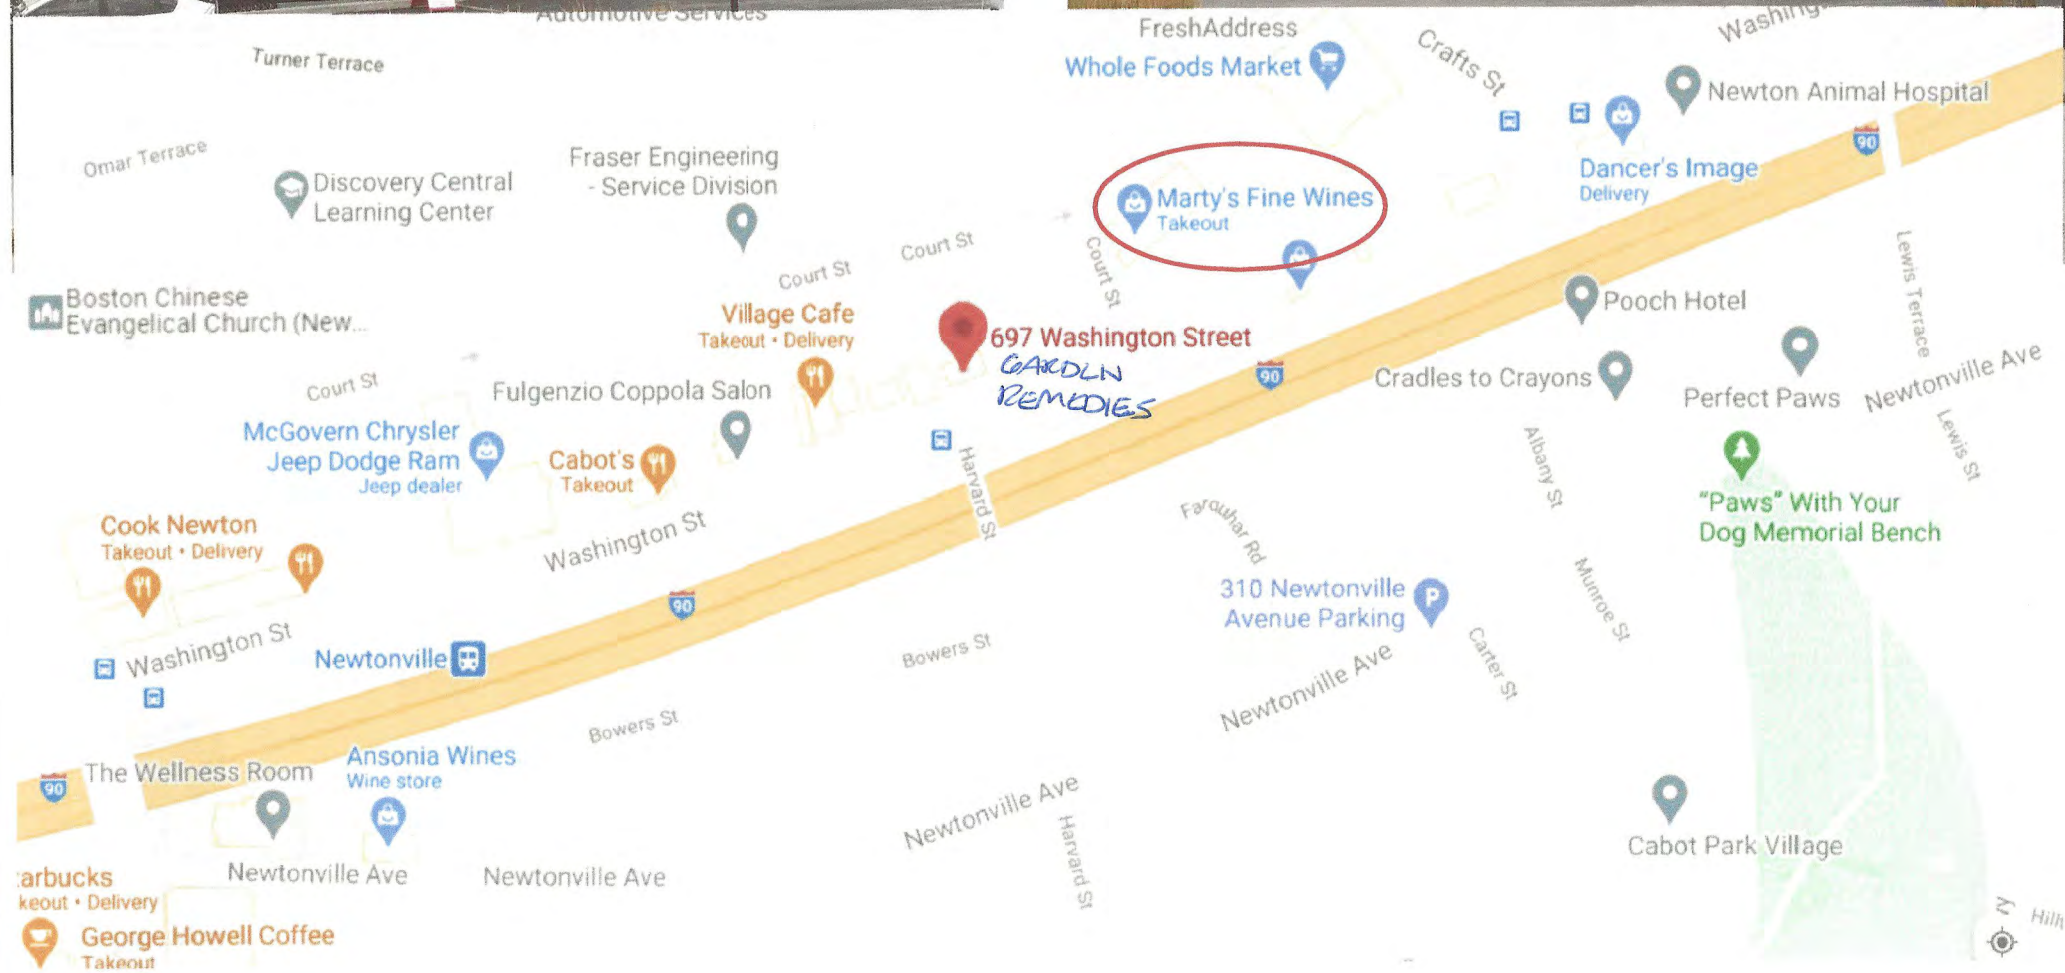 Automotive Services
FreshAddress
Whole Foods Market
Crafts St
Turner Terrace
Newton Animal Hospital
90
Omar Terrace
Discovery Central
Learning Center
Fraser Engineering
- Service Division
Marty's Fine Wines
Takeout
Dancer's Image
Delivery
Court St
Court St
Court St
Lewis Terrace
Boston Chinese
Evangelical Church (New...
Village Cafe
Takeout • Delivery
697 Washington Street
GARDEN
REMEDIES
Pooch Hotel
90
Cradles to Crayons
Perfect Paws
Newtonville Ave
Court St
Fulgenzio Coppola Salon
McGovern Chrysler
Jeep Dodge Ram
Jeep dealer
Cabot's
Takeout
Harvard St
Albany St
Lewis St
"Paws" With Your
Dog Memorial Bench
Cook Newton
Takeout • Delivery
Washington St
Farquhar Rd
90
310 Newtonville
Avenue Parking
P
Munroe St
Washington St
Newtonville
Bowers St
Newtonville Ave
Carter St
Bowers St
90
The Wellness Room
Ansonia Wines
Wine store
Newtonville Ave
Harvard St
Cabot Park Village
Newtonville Ave
Newtonville Ave
arbucks
keout • Delivery
George Howell Coffee
Takeout